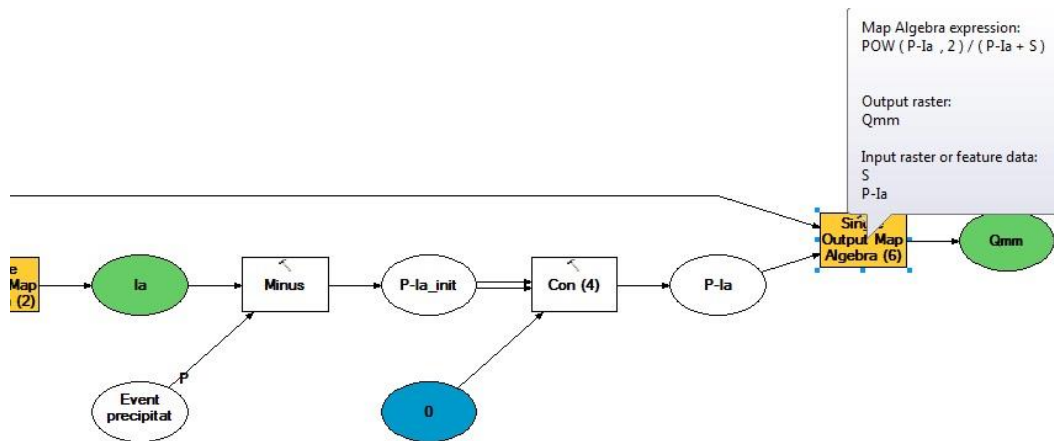 Map Algebra expression:
POW ( P-Ia , 2 ) / ( P-Ia + S )
Output raster:
Qmm
Input raster or feature data:
S
P-Ia
Output Map
Algebra (6)
Qmm
e
Map
(2)
Ia
Minus
P-Ia_init
Con (4)
P-Ia
P
Event
precipitat
0